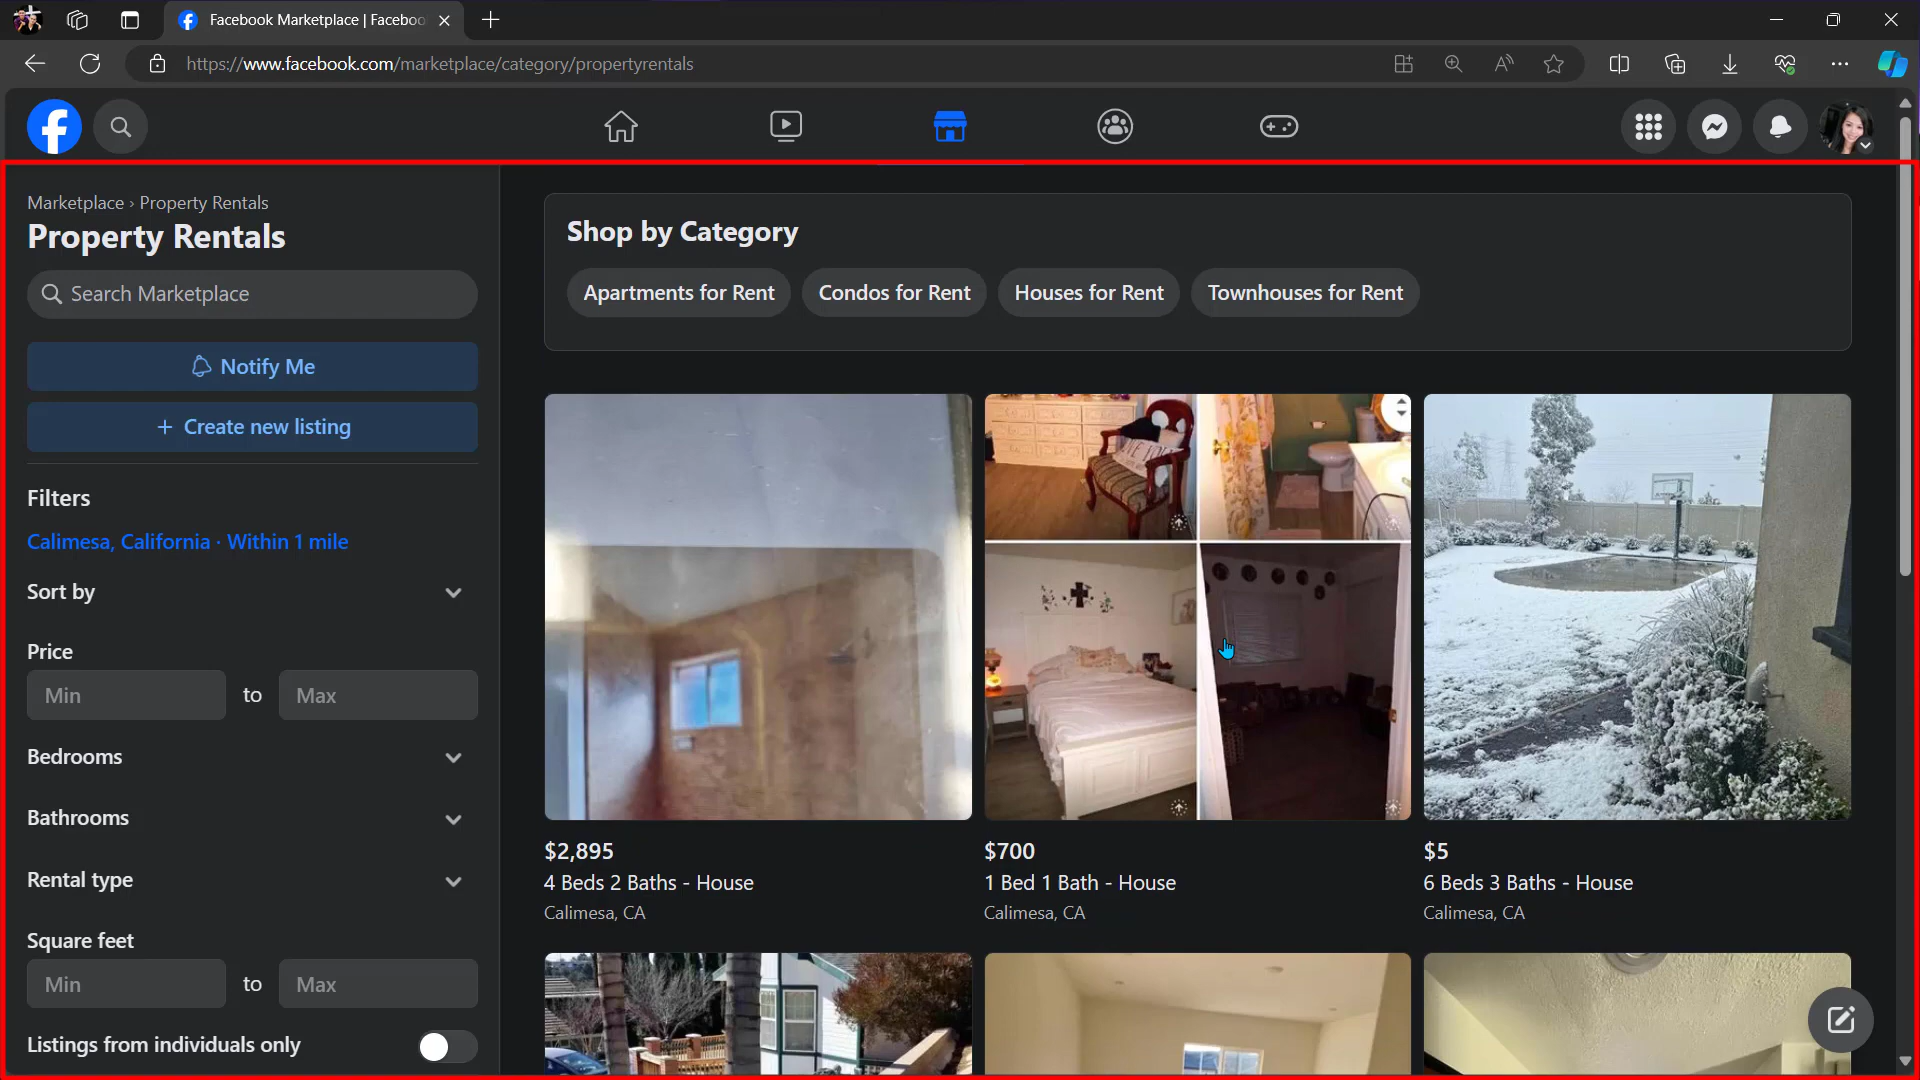 Facebook Marketplace | Faceboo
https://www.facebook.com/marketplace/category/propertyrentals
Marketplace › Property Rentals
Property Rentals
Search Marketplace
Notify Me
+ Create new listing
Filters
Calimesa, California · Within 1 mile
Sort by
Price
Min to Max
Bedrooms
Bathrooms
Rental type
Square feet
Min to Max
Listings from individuals only
Shop by Category
Apartments for Rent
Condos for Rent
Houses for Rent
Townhouses for Rent
$2,895
4 Beds 2 Baths - House
Calimesa, CA
$700
1 Bed 1 Bath - House
Calimesa, CA
$5
6 Beds 3 Baths - House
Calimesa, CA